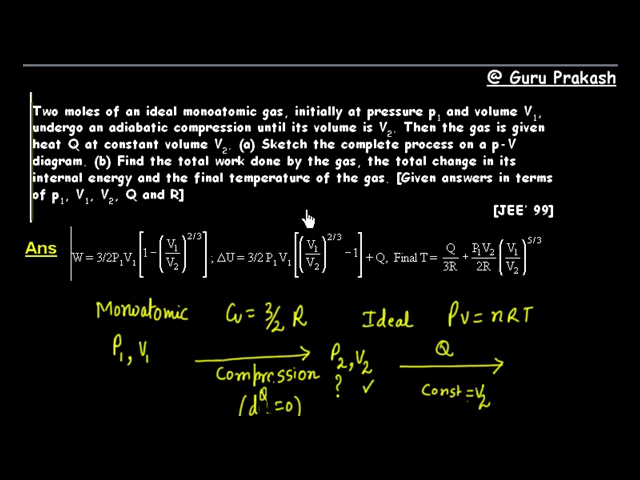 @ Guru Prakash
Two moles of an ideal monoatomic gas, initially at pressure p₁ and volume V₁,
undergo an adiabatic compression until its volume is V₂. Then the gas is given
heat Q at constant volume V₂. (a) Sketch the complete process on a p-V
diagram. (b) Find the total work done by the gas, the total change in its
internal energy and the final temperature of the gas. [Given answers in terms
of p₁, V₁, V₂, Q and R]
[JEE' 99]
Ans W = 3/2P₁V₁[1−(V₁/V₂)^2/3] ; ΔU = 3/2 P₁V₁[(V₁/V₂)^2/3 −1] + Q, Final T = Q/3R + P₁V₂/2R (V₁/V₂)^5/3
Monoatomic Cv = 3/2 R Ideal PV = nRT
P₁, V₁ P₂, V₂ Q
Compression ? ✓ Const = V₂
(dQ = 0)